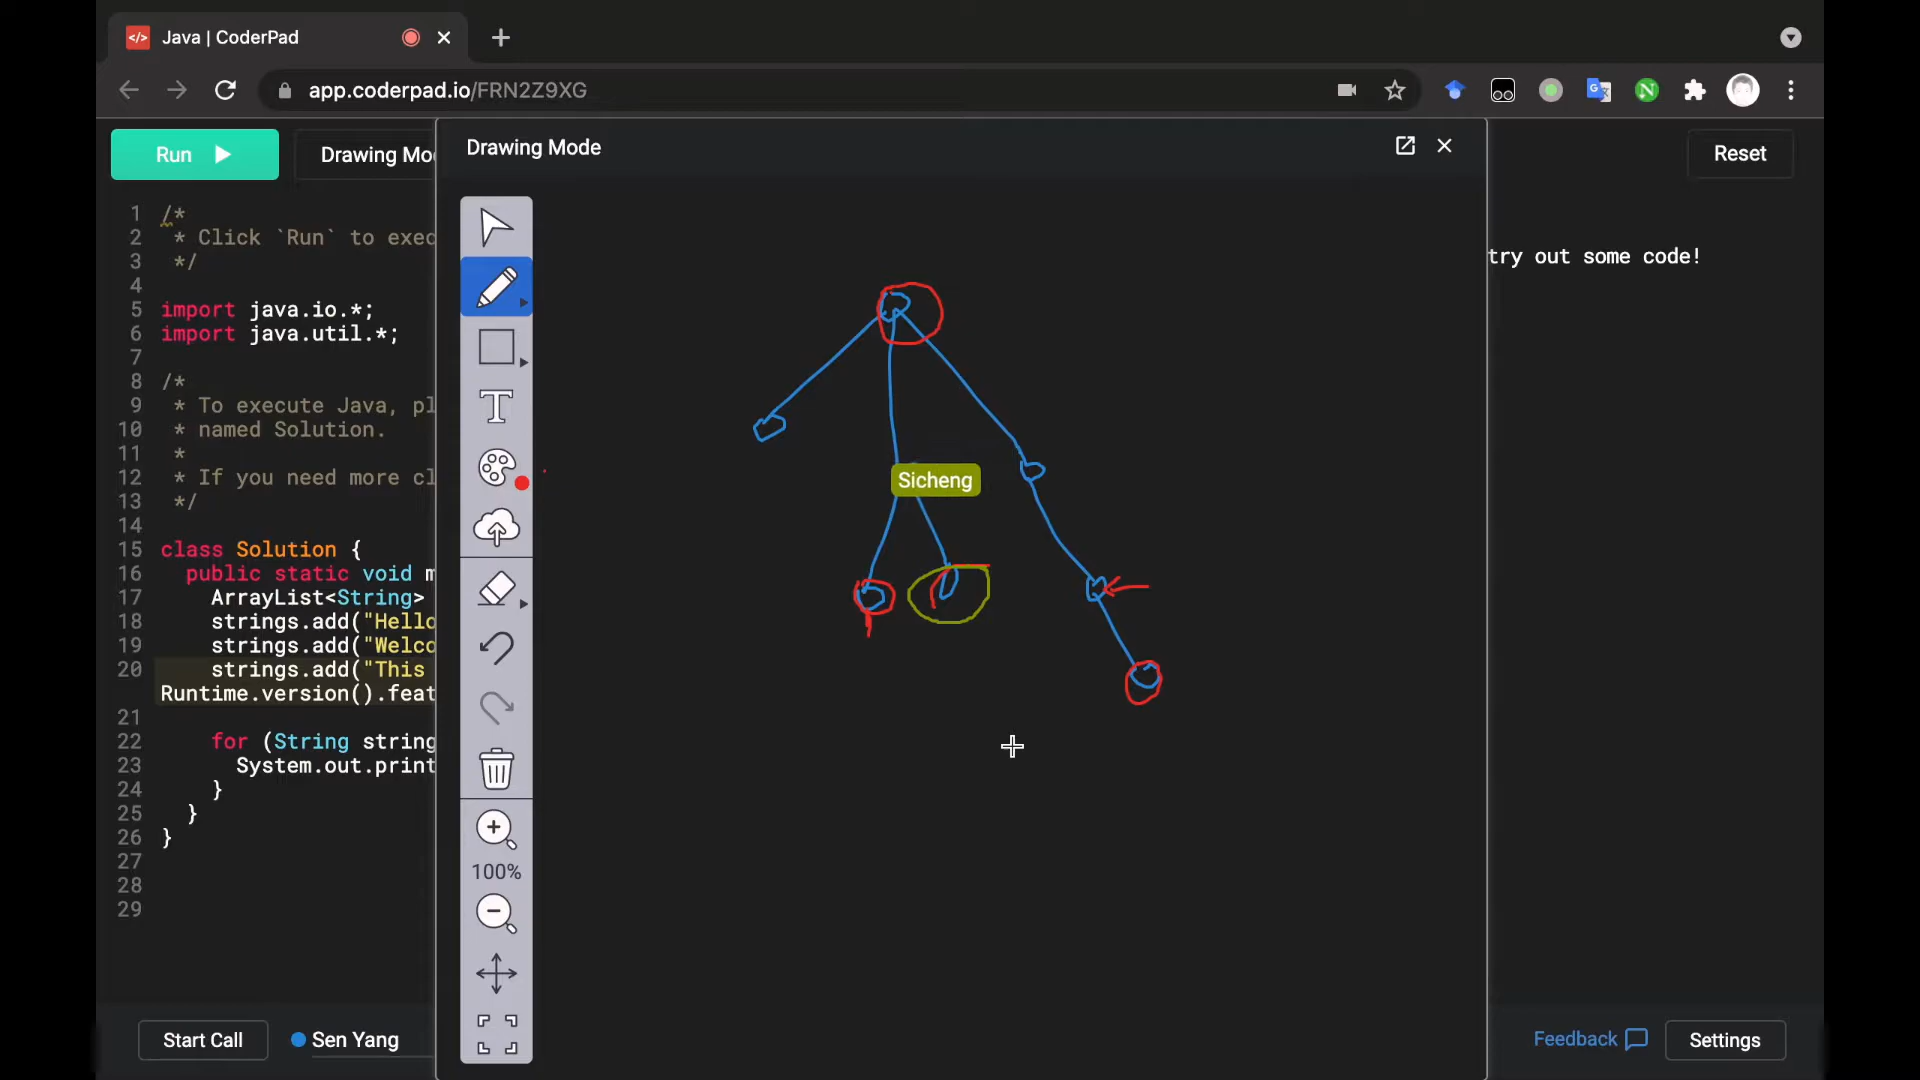 Java | CoderPad
app.coderpad.io/FRN2Z9XG
Run
Drawing Mo
Drawing Mode
Reset
try out some code!
1 /*
2 * Click `Run` to exec
3 */
4
5 import java.io.*;
6 import java.util.*;
7
8 /*
9 * To execute Java, pl
10 * named Solution.
11 *
12 * If you need more cl
13 */
14
15 class Solution {
16 public static void m
17 ArrayList<String>
18 strings.add("Hello
19 strings.add("Welco
20 strings.add("This
Runtime.version().feat
21
22 for (String string
23 System.out.print
24 }
25 }
26 }
27
28
29
T
Sicheng
100%
Start Call
Sen Yang
Feedback
Settings